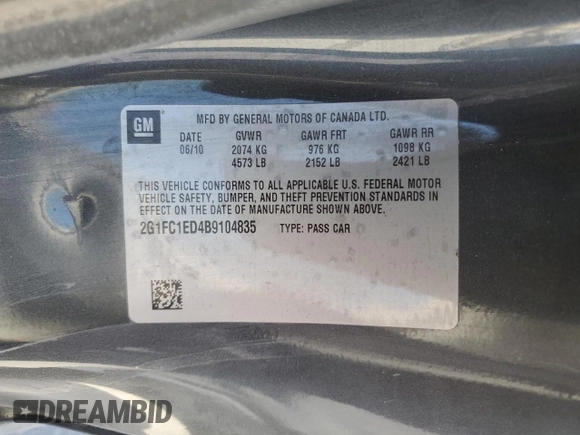 GM
MFD BY GENERAL MOTORS OF CANADA LTD.
DATE GVWR GAWR FRT GAWR RR
06/10 2074 KG 976 KG 1098 KG
4573 LB 2152 LB 2421 LB
THIS VEHICLE CONFORMS TO ALL APPLICABLE U.S. FEDERAL MOTOR
VEHICLE SAFETY, BUMPER, AND THEFT PREVENTION STANDARDS IN
EFFECT ON THE DATE OF MANUFACTURE SHOWN ABOVE.
2G1FC1ED4B9104835 TYPE: PASS CAR
DREAMBID